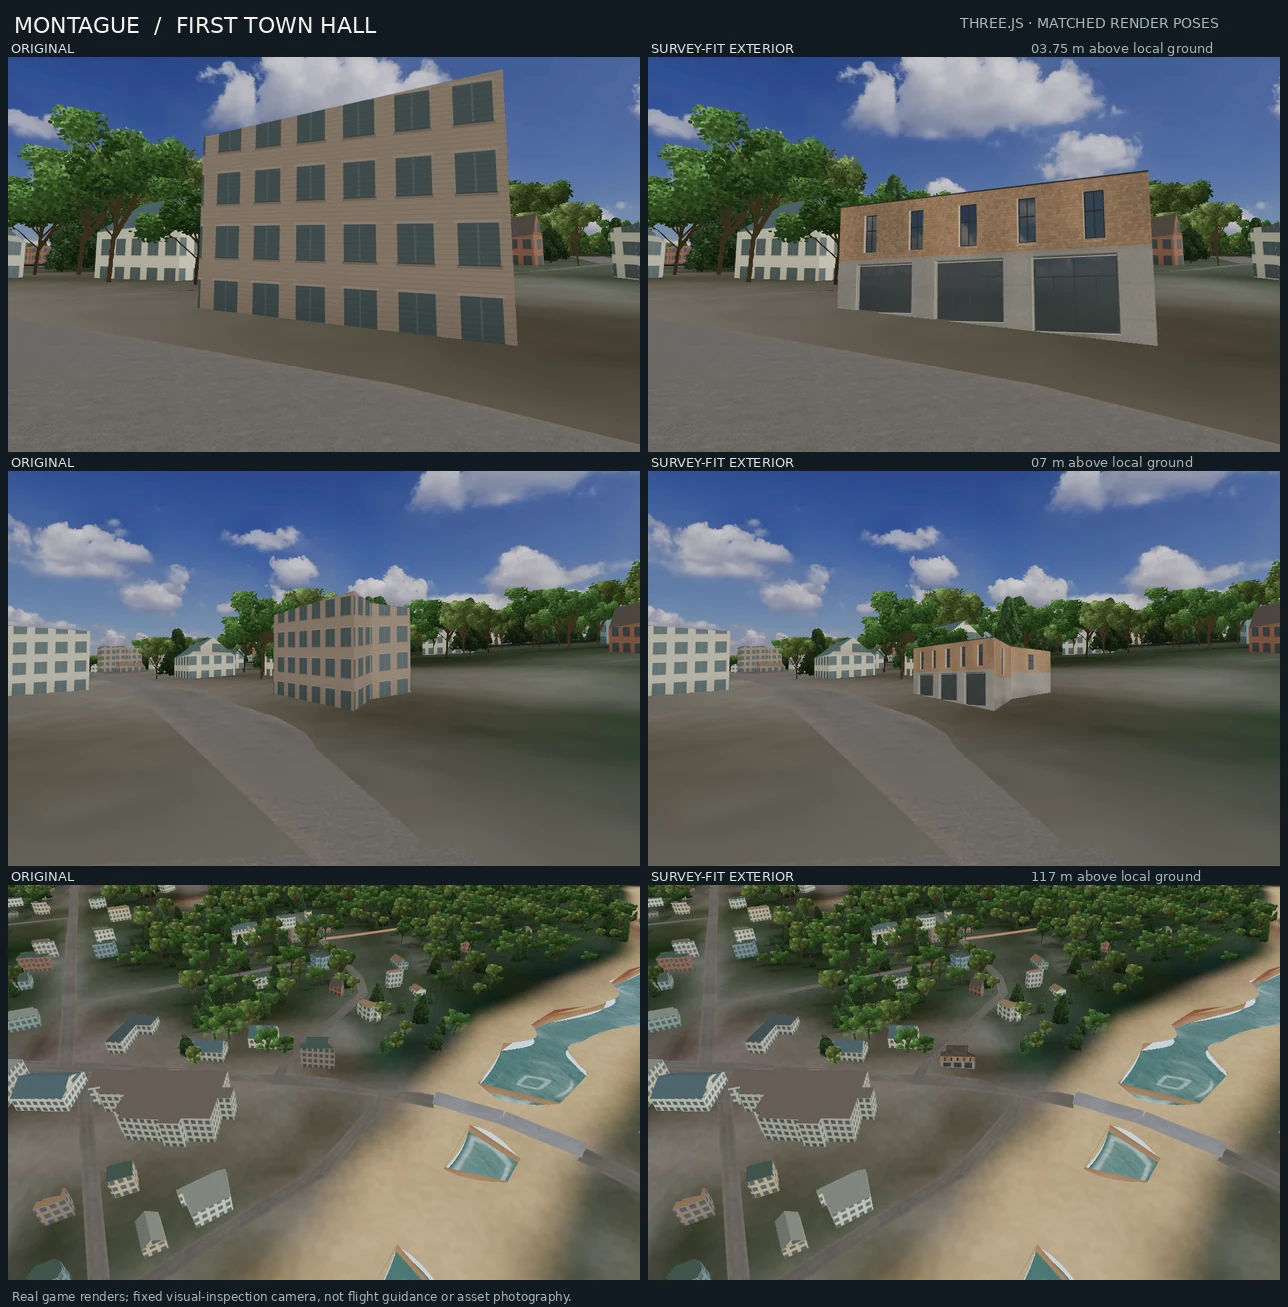 MONTAGUE / FIRST TOWN HALL
THREE.JS · MATCHED RENDER POSES
ORIGINAL
SURVEY-FIT EXTERIOR
03.75 m above local ground
ORIGINAL
SURVEY-FIT EXTERIOR
07 m above local ground
ORIGINAL
SURVEY-FIT EXTERIOR
117 m above local ground
Real game renders; fixed visual-inspection camera, not flight guidance or asset photography.